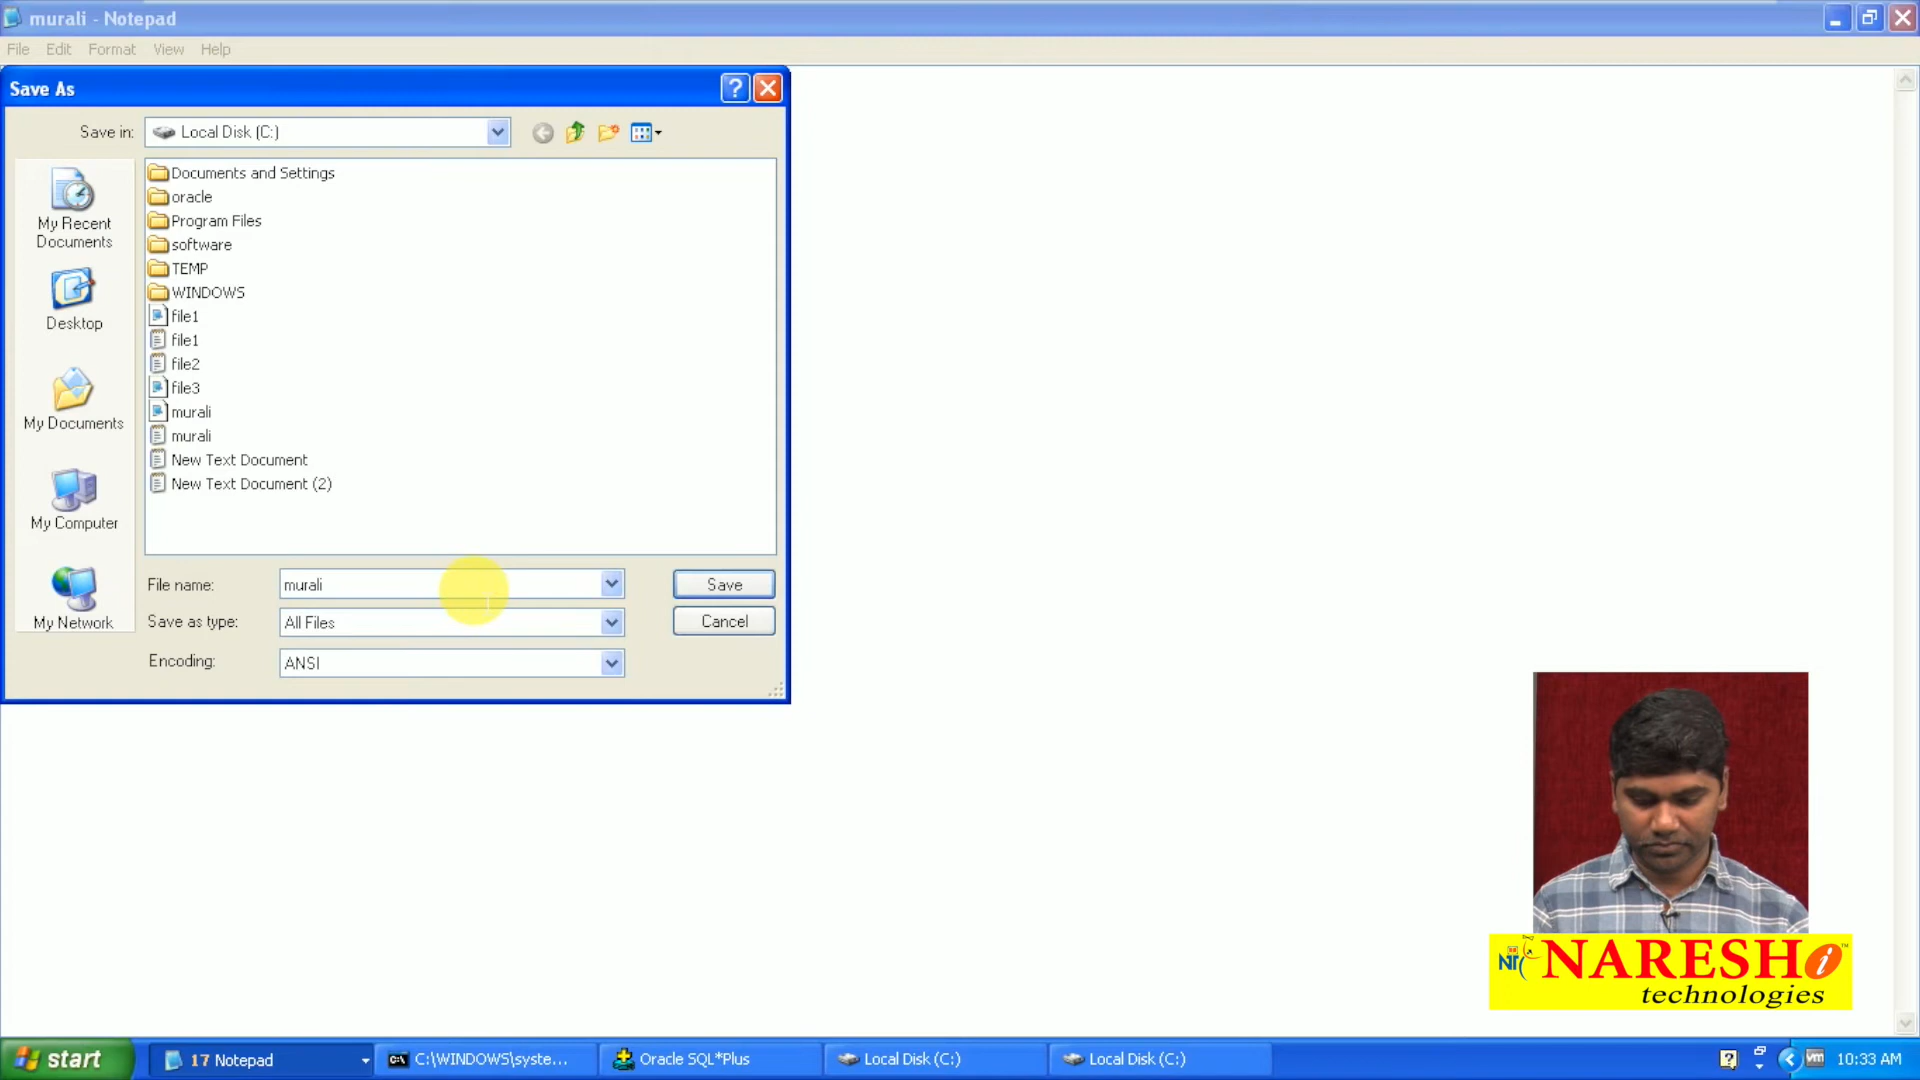 murali - Notepad
File Edit Format View Help
Save As
Save in: Local Disk (C:)
My Recent Documents
Desktop
My Documents
My Computer
My Network
Documents and Settings
oracle
Program Files
software
TEMP
WINDOWS
file1
file1
file2
file3
murali
murali
New Text Document
New Text Document (2)
File name: murali Save
Save as type: All Files Cancel
Encoding: ANSI
NT
NARESH i ™
technologies
start 17 Notepad C:\WINDOWS\syste... Oracle SQL*Plus Local Disk (C:) Local Disk (C:) vm 10:33 AM